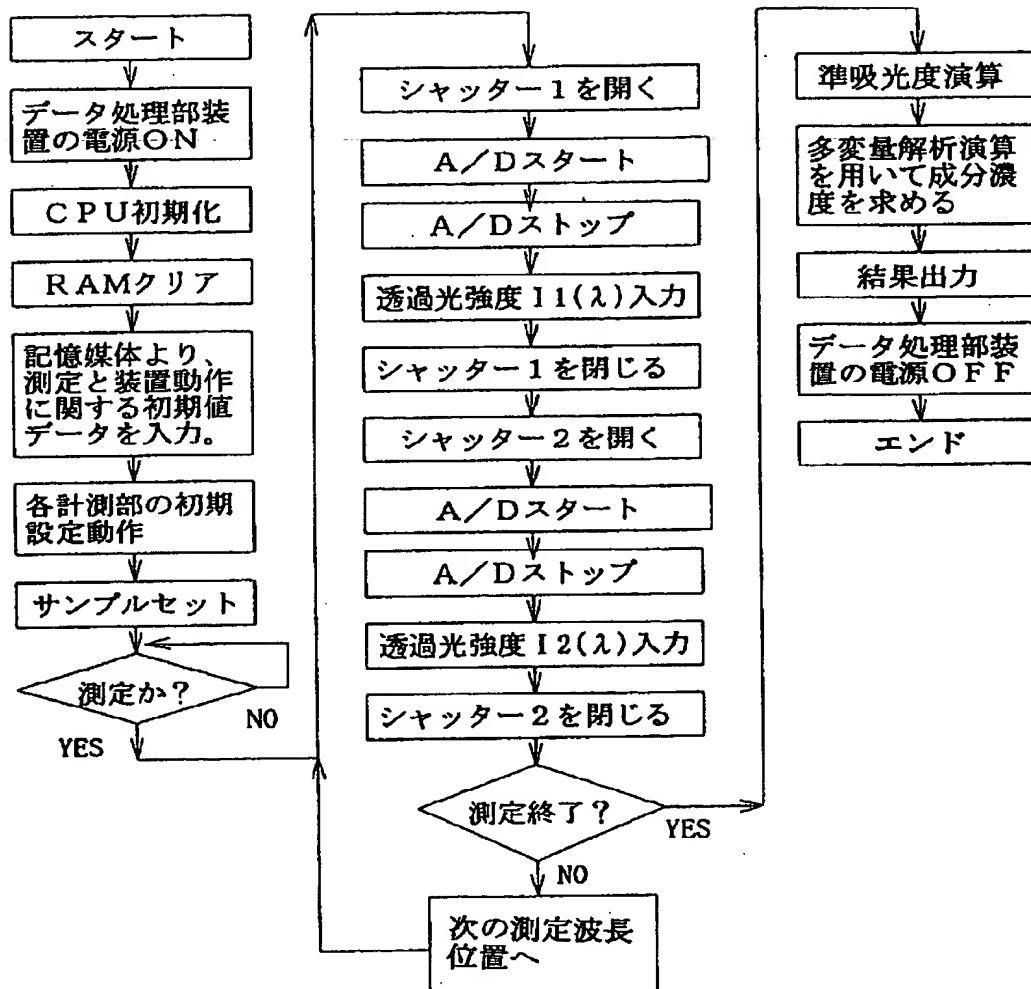 スタート
データ処理部装
置の電源ON
CPU初期化
RAMクリア
記憶媒体より、
測定と装置動作
に関する初期値
データを入力。
各計測部の初期
設定動作
サンプルセット
測定か?
NO
YES
シャッター1を開く
A/Dスタート
A/Dストップ
透過光強度I1(λ)入力
シャッター1を閉じる
シャッター2を開く
A/Dスタート
A/Dストップ
透過光強度I2(λ)入力
シャッター2を閉じる
測定終了?
YES
NO
次の測定波長
位置へ
準吸光度演算
多変量解析演算
を用いて成分濃
度を求める
結果出力
データ処理部装
置の電源OFF
エンド